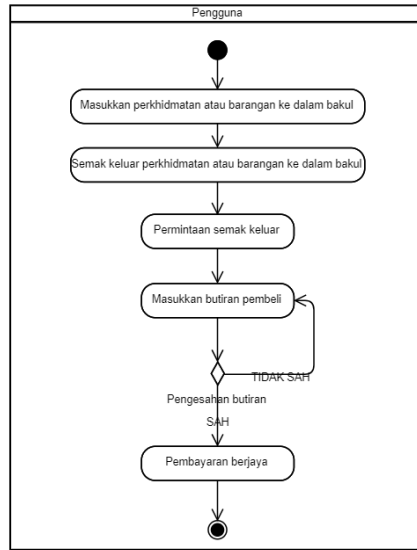 Pengguna
Masukkan perkhidmatan atau barangan ke dalam bakul
Semak keluar perkhidmatan atau barangan ke dalam bakul
Permintaan semak keluar
Masukkan butiran pembeli
TIDAK SAH
Pengesahan butiran
SAH
Pembayaran berjaya